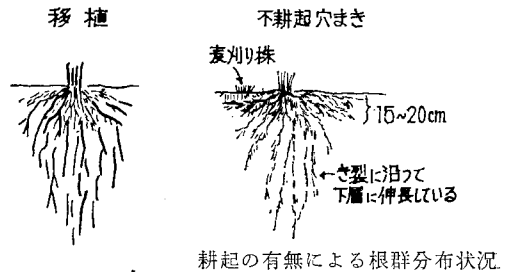 移植
不耕起穴まき
麦刈り株
15~20cm
き裂に沿って
下層に伸長している
耕起の有無による根群分布状況